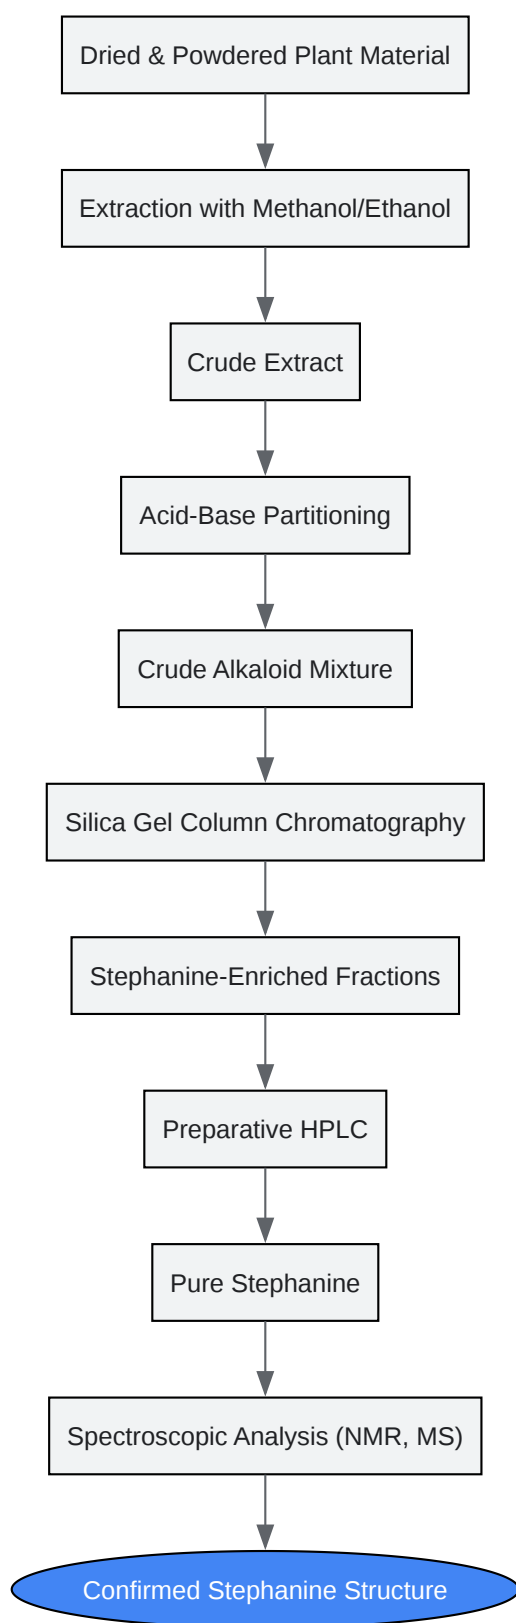 Dried & Powdered Plant Material
Extraction with Methanol/Ethanol
Crude Extract
Acid-Base Partitioning
Crude Alkaloid Mixture
Silica Gel Column Chromatography
Stephanine-Enriched Fractions
Preparative HPLC
Pure Stephanine
Spectroscopic Analysis (NMR, MS)
Confirmed Stephanine Structure